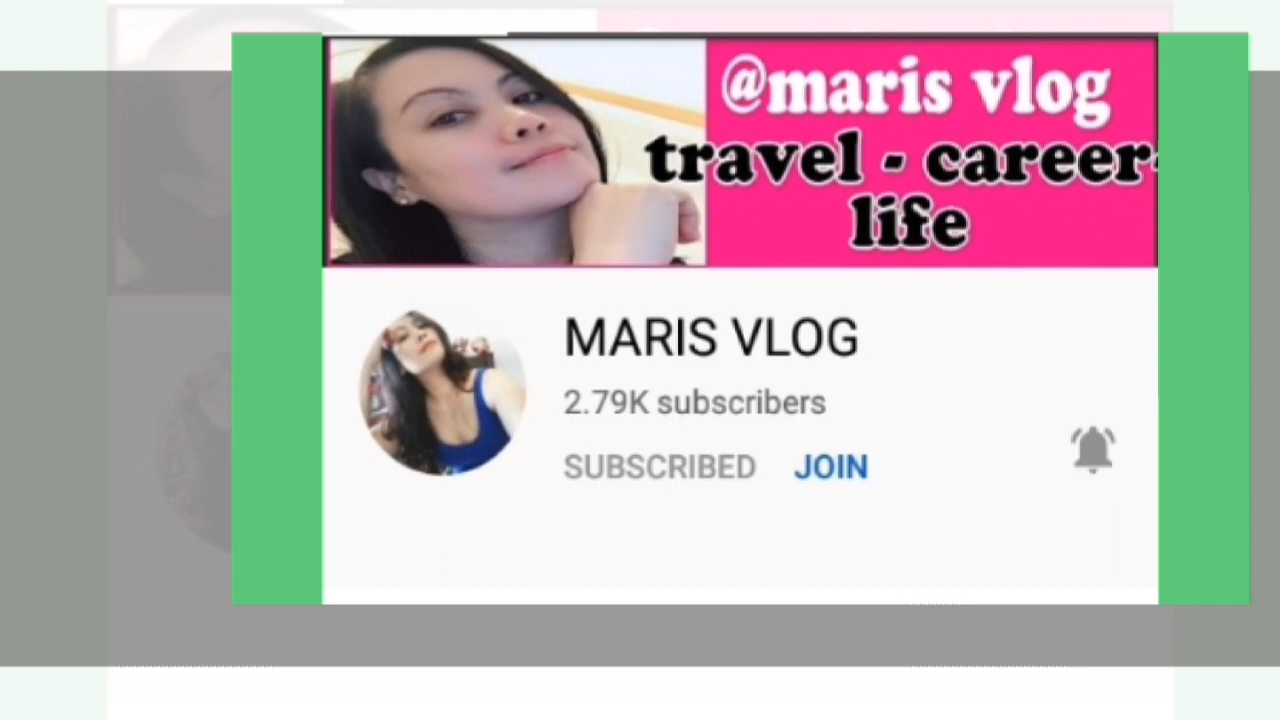 @maris vlog
travel - career-
life
MARIS VLOG
2.79K subscribers
SUBSCRIBED JOIN